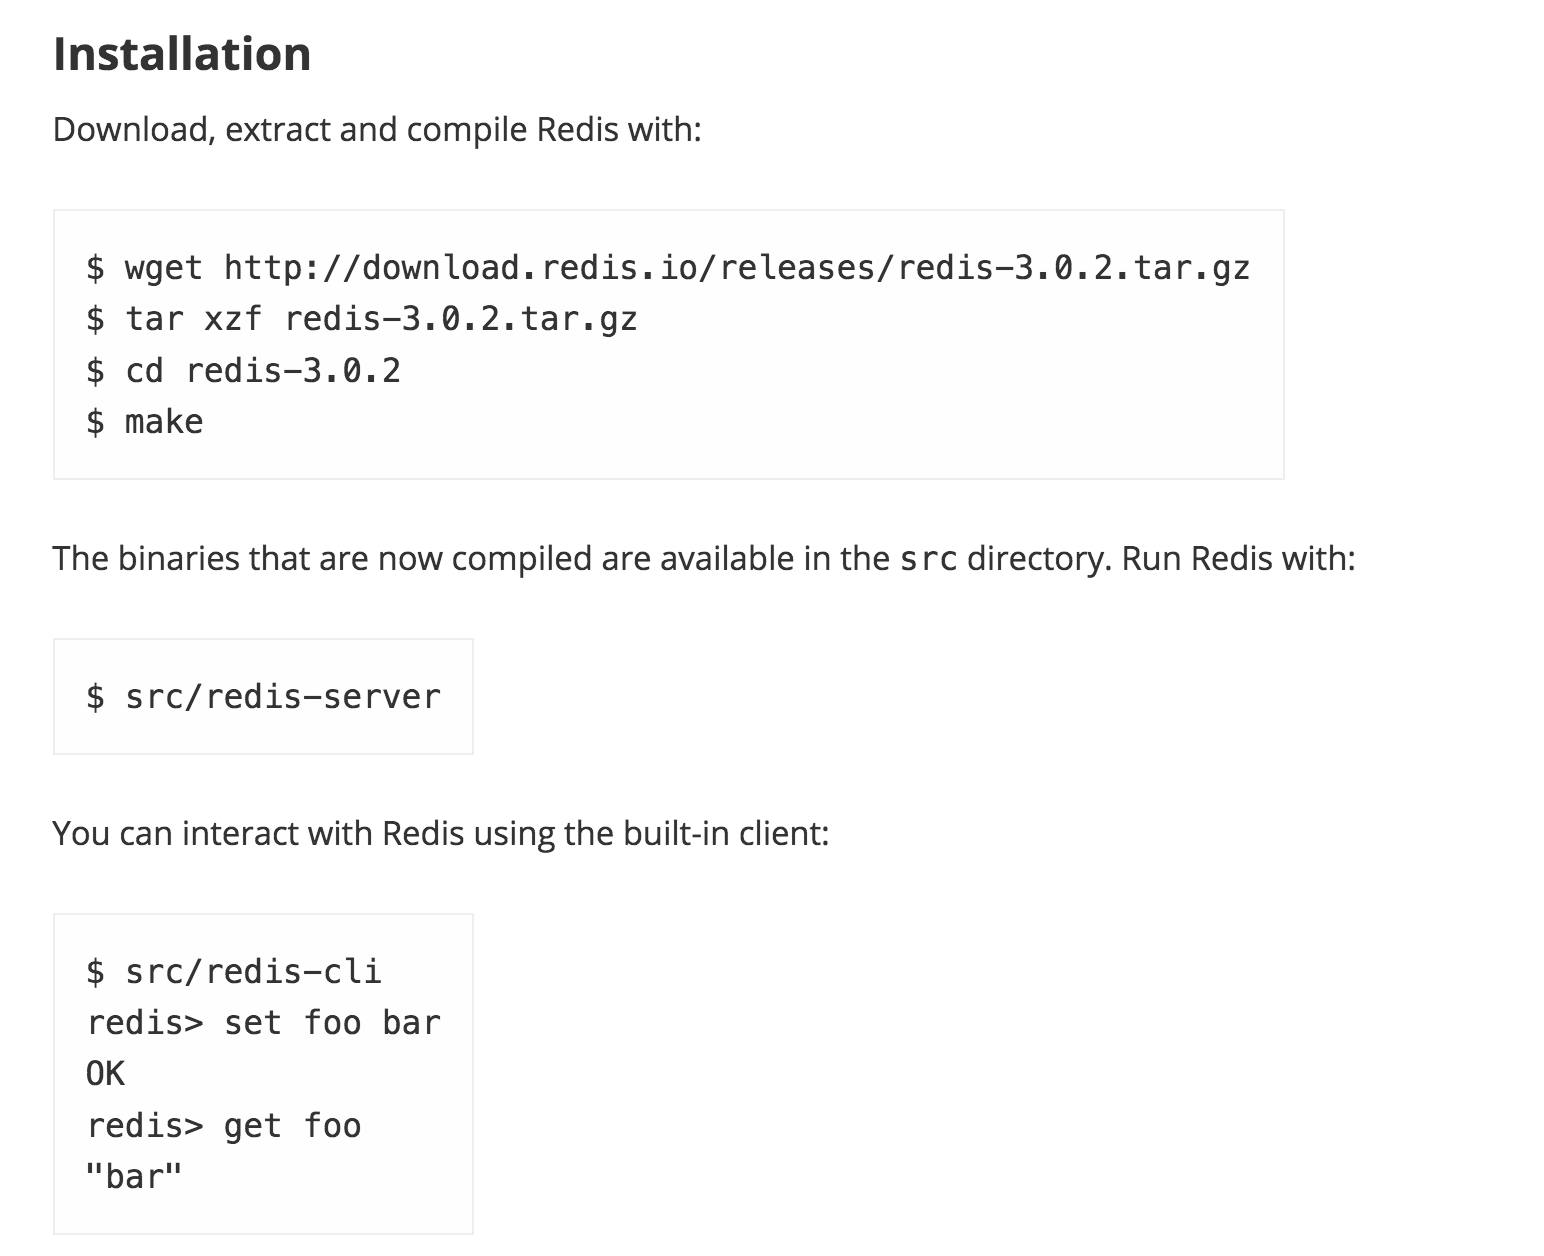 Installation
Download, extract and compile Redis with:
$ wget http://download.redis.io/releases/redis-3.0.2.tar.gz
$ tar xzf redis-3.0.2.tar.gz
$ cd redis-3.0.2
$ make
The binaries that are now compiled are available in the src directory. Run Redis with:
$ src/redis-server
You can interact with Redis using the built-in client:
$ src/redis-cli
redis> set foo bar
OK
redis> get foo
"bar"